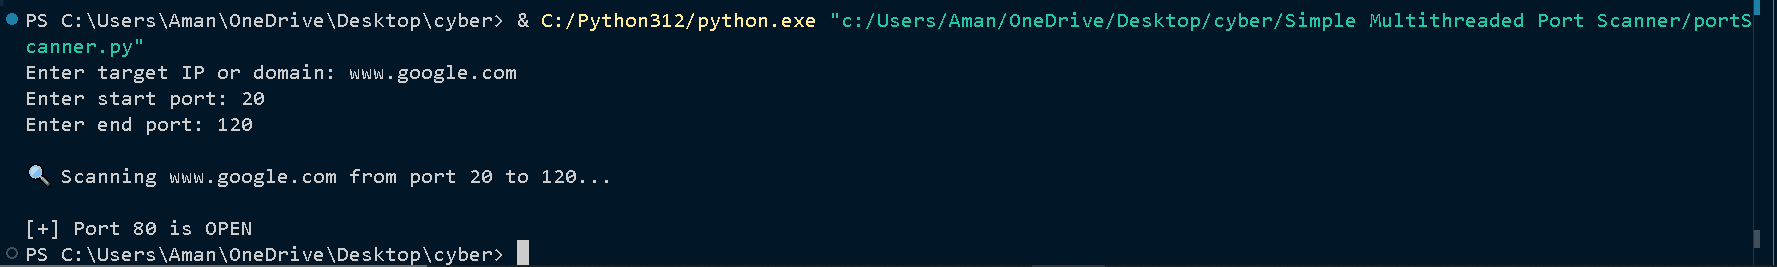 PS C:\Users\Aman\OneDrive\Desktop\cyber> & C:/Python312/python.exe "c:/Users/Aman/OneDrive/Desktop/cyber/Simple Multithreaded Port Scanner/portS
canner.py"
Enter target IP or domain: www.google.com
Enter start port: 20
Enter end port: 120
🔍 Scanning www.google.com from port 20 to 120...
[+] Port 80 is OPEN
PS C:\Users\Aman\OneDrive\Desktop\cyber>